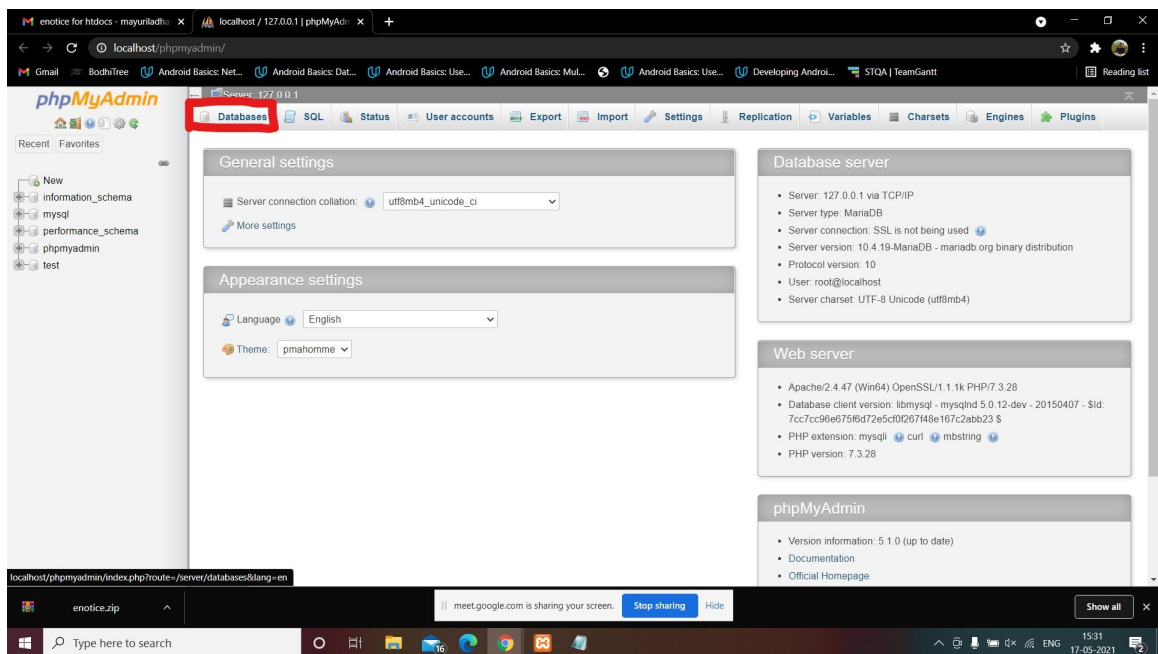 enotice for htdocs - mayuriladha
localhost / 127.0.0.1 | phpMyAdm
localhost/phpmyadmin/
Gmail
BodhiTree
Android Basics: Net...
Android Basics: Dat...
Android Basics: Use...
Android Basics: Mul...
Android Basics: Use...
Developing Androi...
STQA | TeamGantt
Reading list
phpMyAdmin
Recent Favorites
New
information_schema
mysql
performance_schema
phpmyadmin
test
Server: 127.0.0.1
Databases
SQL
Status
User accounts
Export
Import
Settings
Replication
Variables
Charsets
Engines
Plugins
General settings
Server connection collation: utf8mb4_unicode_ci
More settings
Appearance settings
Language English
Theme: pmahomme
Database server
• Server: 127.0.0.1 via TCP/IP
• Server type: MariaDB
• Server connection: SSL is not being used
• Server version: 10.4.19-MariaDB - mariadb.org binary distribution
• Protocol version: 10
• User: root@localhost
• Server charset: UTF-8 Unicode (utf8mb4)
Web server
• Apache/2.4.47 (Win64) OpenSSL/1.1.1k PHP/7.3.28
• Database client version: libmysql - mysqlnd 5.0.12-dev - 20150407 - $Id:
7cc7cc96e675f6d72e5cf0f267f48e167c2abb23 $
• PHP extension: mysqli curl mbstring
• PHP version: 7.3.28
phpMyAdmin
• Version information: 5.1.0 (up to date)
• Documentation
• Official Homepage
localhost/phpmyadmin/index.php?route=/server/databases&lang=en
enotice.zip
meet.google.com is sharing your screen.
Stop sharing
Hide
Show all
Type here to search
16
ENG
15:31
17-05-2021
2